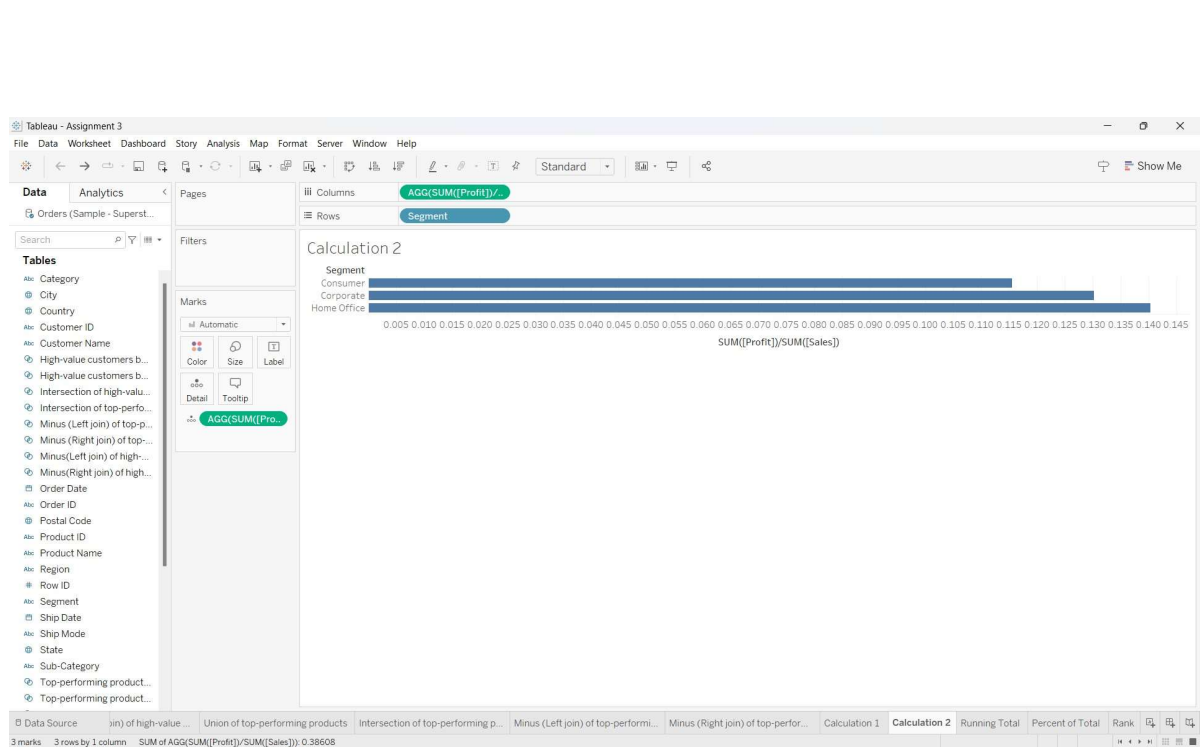 Tableau - Assignment 3
File Data Worksheet Dashboard Story Analysis Map Format Server Window Help
Standard
Show Me
Data
Analytics
Orders (Sample - Superst...
Search
Tables
Abc Category
City
Country
Abc Customer ID
Abc Customer Name
High-value customers b...
High-value customers b...
Intersection of high-valu...
Intersection of top-perfo...
Minus (Left join) of top-p...
Minus (Right join) of top-...
Minus(Left join) of high-...
Minus(Right join) of high...
Order Date
Abc Order ID
Postal Code
Abc Product ID
Abc Product Name
Abc Region
# Row ID
Abc Segment
Ship Date
Abc Ship Mode
State
Abc Sub-Category
Top-performing product...
Top-performing product...
Pages
Filters
Marks
Automatic
Color Size Label
Detail Tooltip
AGG(SUM([Pro..
Columns AGG(SUM([Profit])/..
Rows Segment
Calculation 2
Segment
Consumer
Corporate
Home Office
0.005 0.010 0.015 0.020 0.025 0.030 0.035 0.040 0.045 0.050 0.055 0.060 0.065 0.070 0.075 0.080 0.085 0.090 0.095 0.100 0.105 0.110 0.115 0.120 0.125 0.130 0.135 0.140 0.145
SUM([Profit])/SUM([Sales])
Data Source oin) of high-value ... Union of top-performing products Intersection of top-performing p... Minus (Left join) of top-performi... Minus (Right join) of top-perfor... Calculation 1 Calculation 2 Running Total Percent of Total Rank
3 marks 3 rows by 1 column SUM of AGG(SUM([Profit])/SUM([Sales])): 0.38608